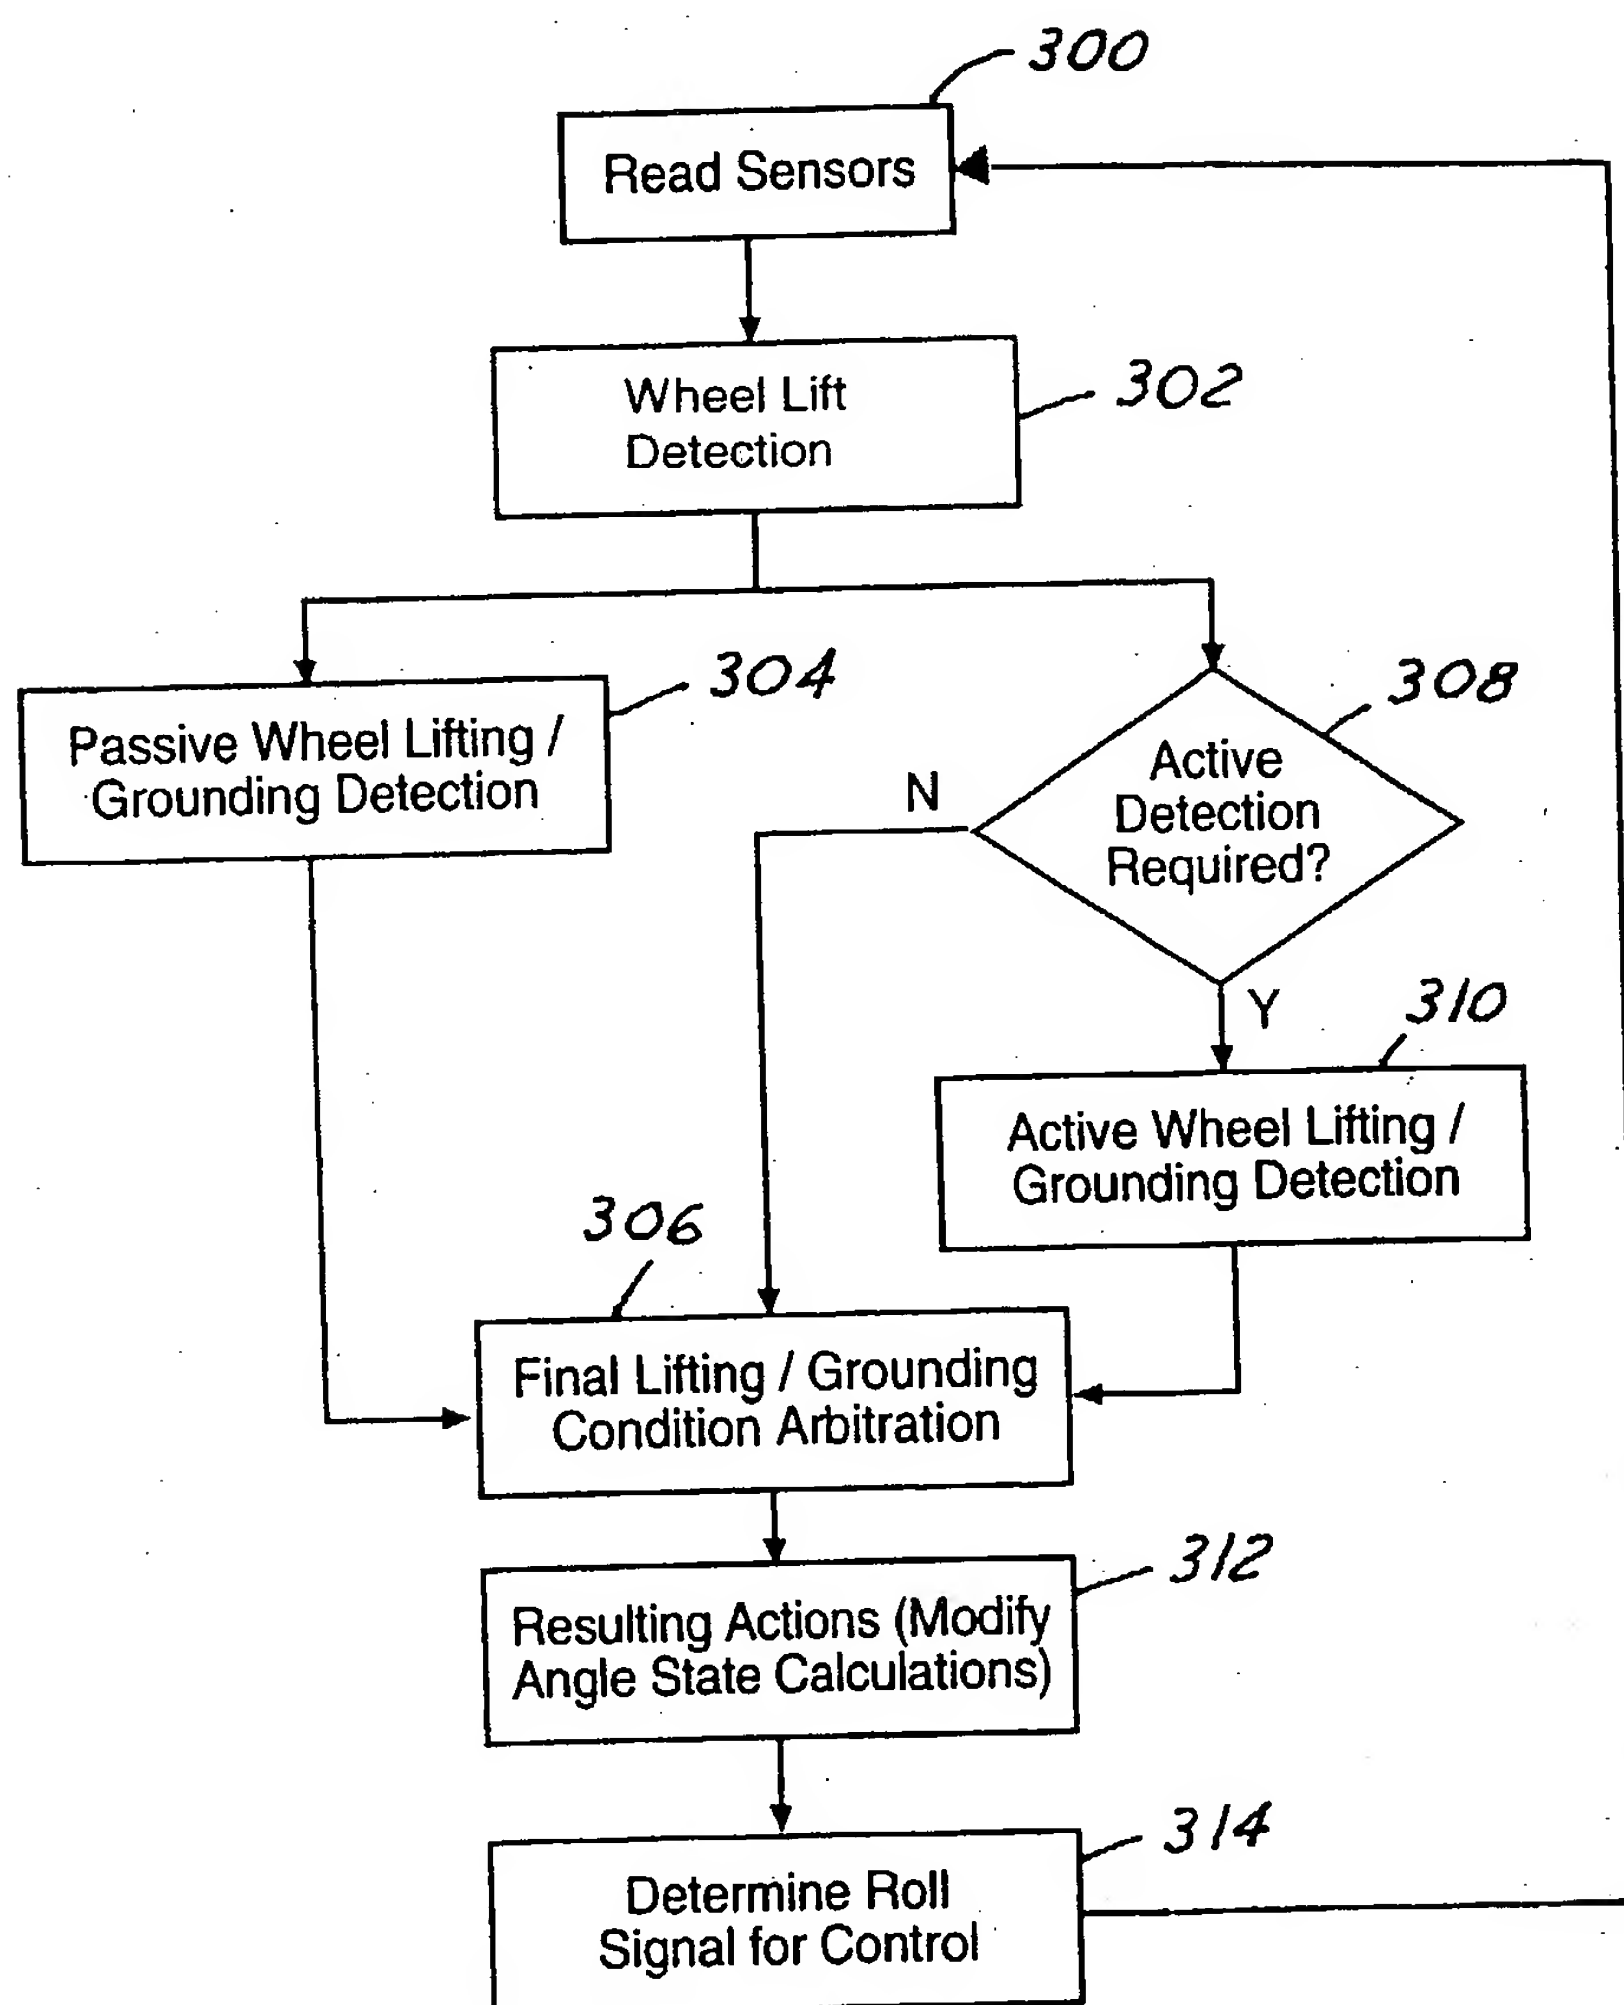 300
Read Sensors
302
Wheel Lift
Detection
304
Passive Wheel Lifting /
Grounding Detection
308
Active
Detection
Required?
N
Y
310
Active Wheel Lifting /
Grounding Detection
306
Final Lifting / Grounding
Condition Arbitration
312
Resulting Actions (Modify
Angle State Calculations)
314
Determine Roll
Signal for Control